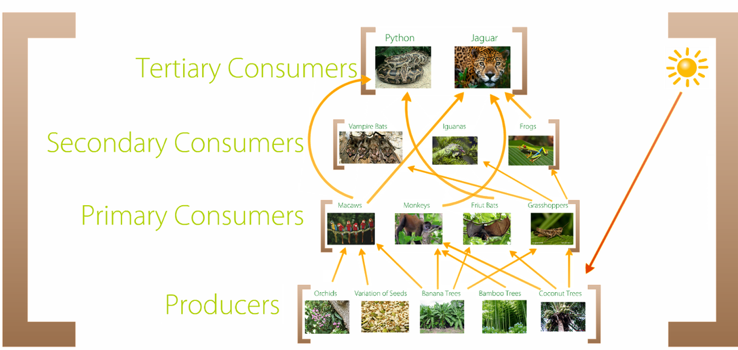 Python
Jaguar
Tertiary Consumers
Vampire Bats
Iguanas
Frogs
Secondary Consumers
Macaws
Monkeys
Fruit Bats
Grasshoppers
Primary Consumers
Orchids
Variation of Seeds
Banana Trees
Bamboo Trees
Coconut Trees
Producers